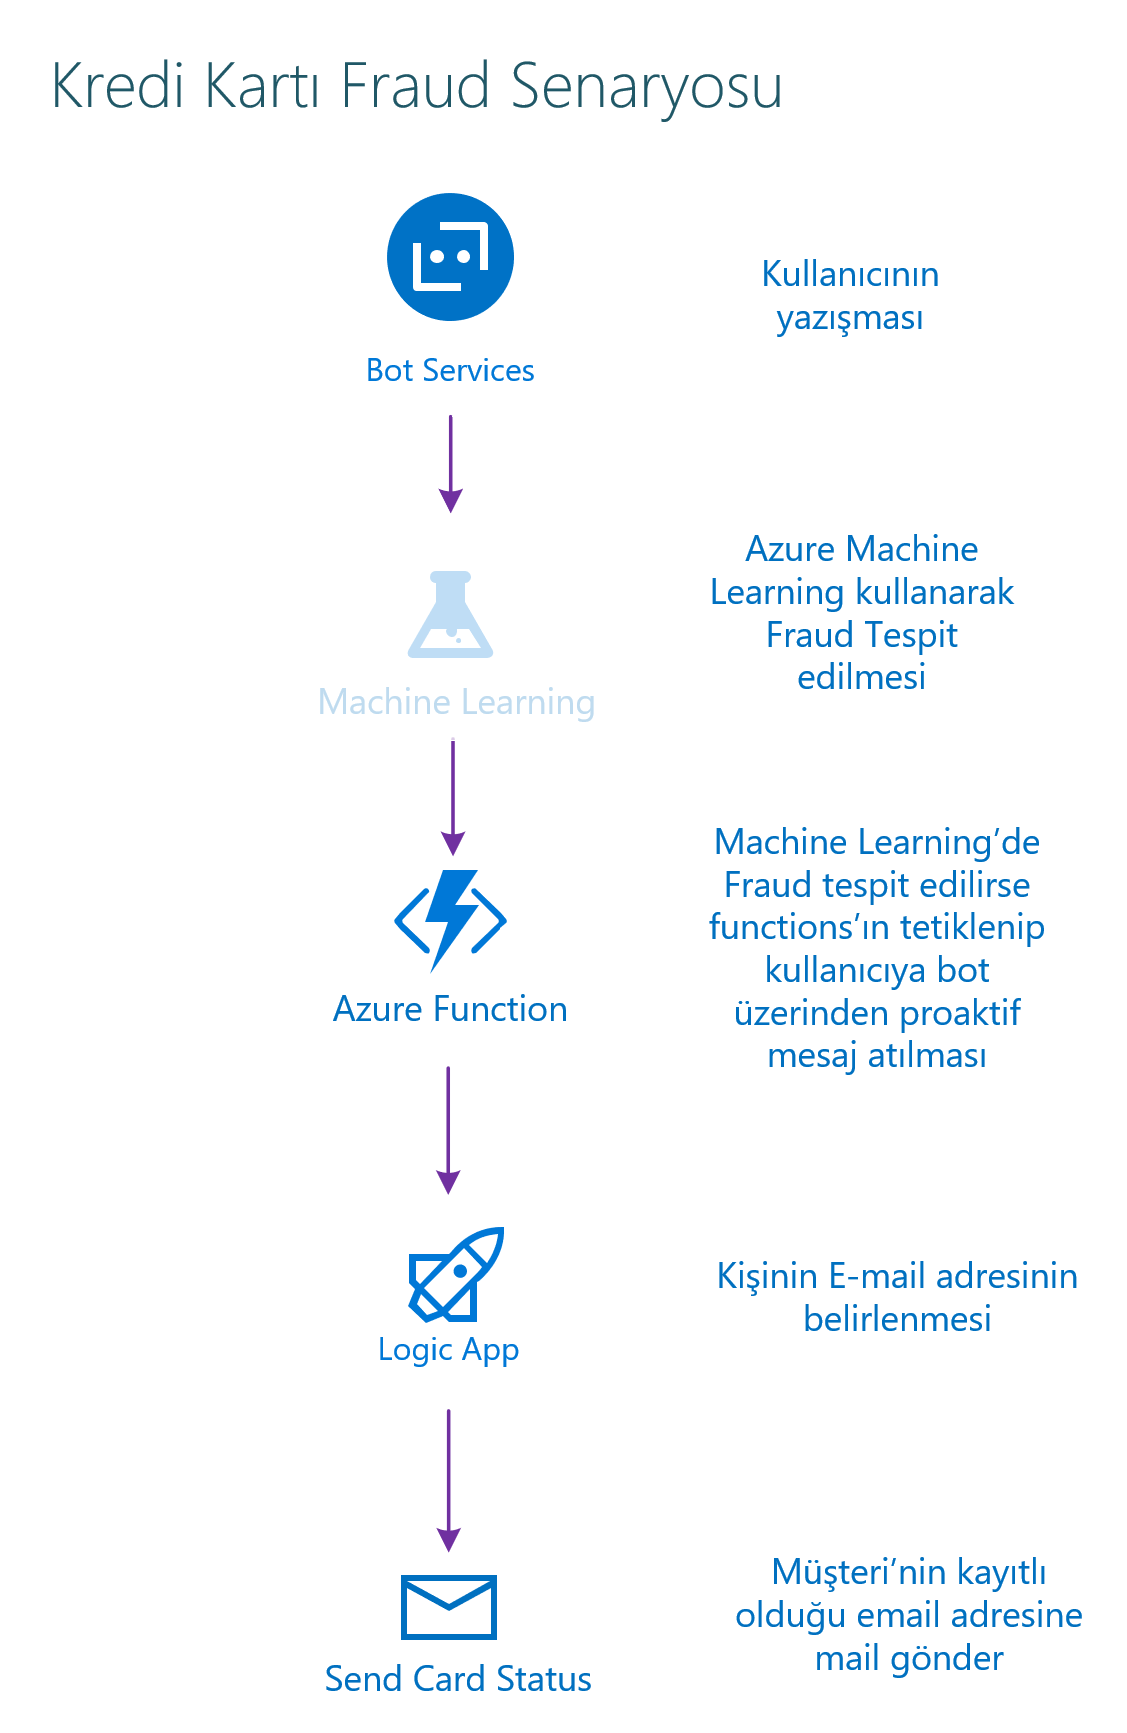 Kredi Kartı Fraud Senaryosu
Kullanıcının
yazışması
Bot Services
Azure Machine
Learning kullanarak
Fraud Tespit
edilmesi
Machine Learning
Machine Learning’de
Fraud tespit edilirse
functions’ın tetiklenip
kullanıcıya bot
üzerinden proaktif
mesaj atılması
Azure Function
Kişinin E-mail adresinin
belirlenmesi
Logic App
Müşteri’nin kayıtlı
olduğu email adresine
mail gönder
Send Card Status